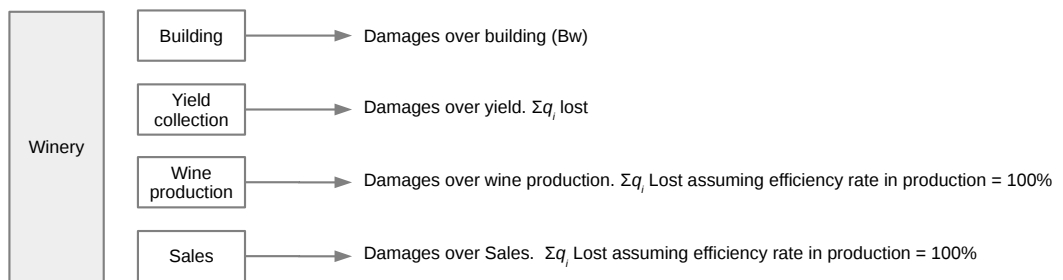 Winery
Building
Damages over building (Bw)
Yield
collection
Damages over yield. Σqi lost
Wine
production
Damages over wine production. Σqi Lost assuming efficiency rate in production = 100%
Sales
Damages over Sales.  Σqi Lost assuming efficiency rate in production = 100%